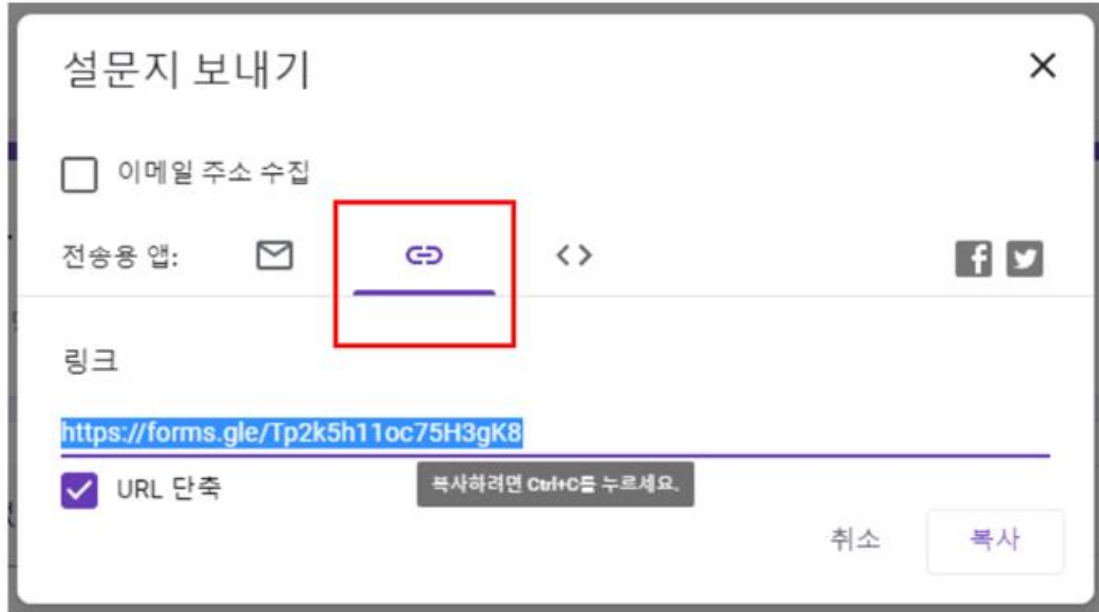 설문지 보내기
이메일 주소 수집
전송용 앱:
링크
https://forms.gle/Tp2k5h11oc75H3gK8
URL 단축
복사하려면 Ctrl+C를 누르세요.
취소
복사